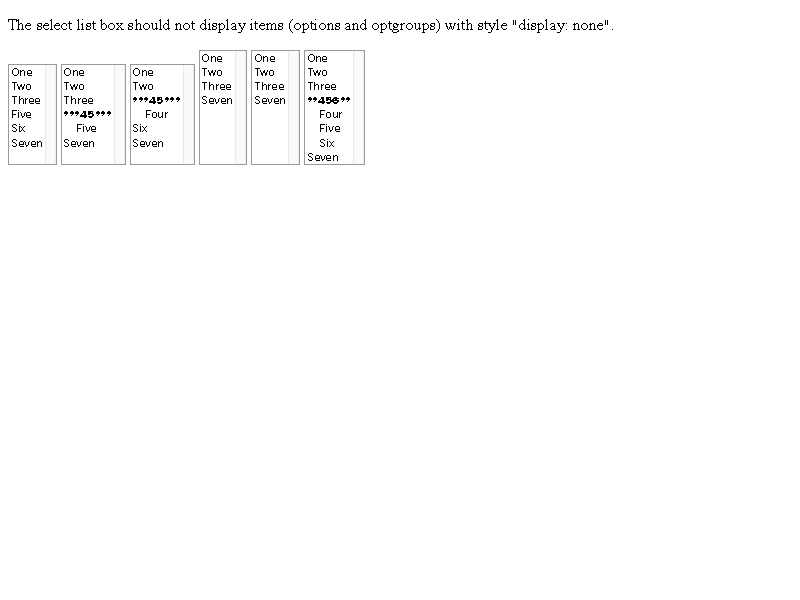 The select list box should not display items (options and optgroups) with style "display: none".
One
Two
Three
Five
Six
Seven
One
Two
Three
***45***
Five
Seven
One
Two
***45***
Four
Six
Seven
One
Two
Three
Seven
One
Two
Three
Seven
One
Two
Three
**456**
Four
Five
Six
Seven